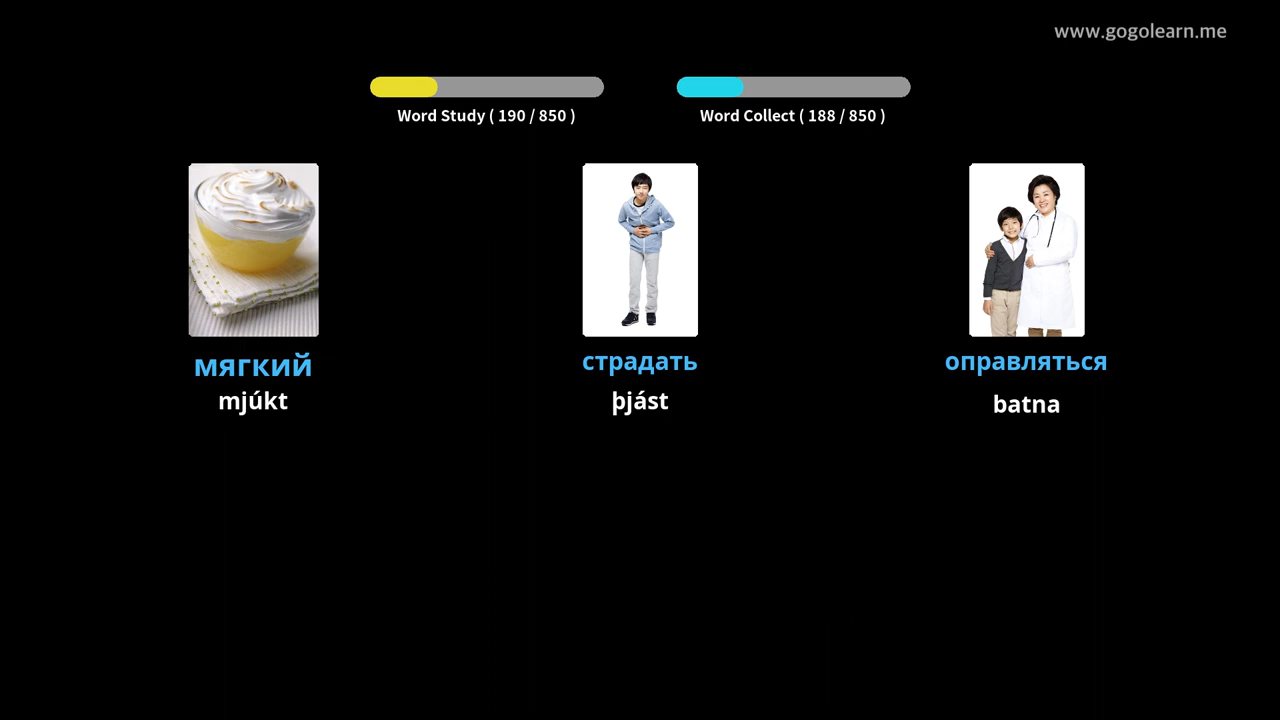 www.gogolearn.me
Word Study ( 190 / 850 )
Word Collect ( 188 / 850 )
мягкий
страдать
оправляться
mjúkt
þjást
batna